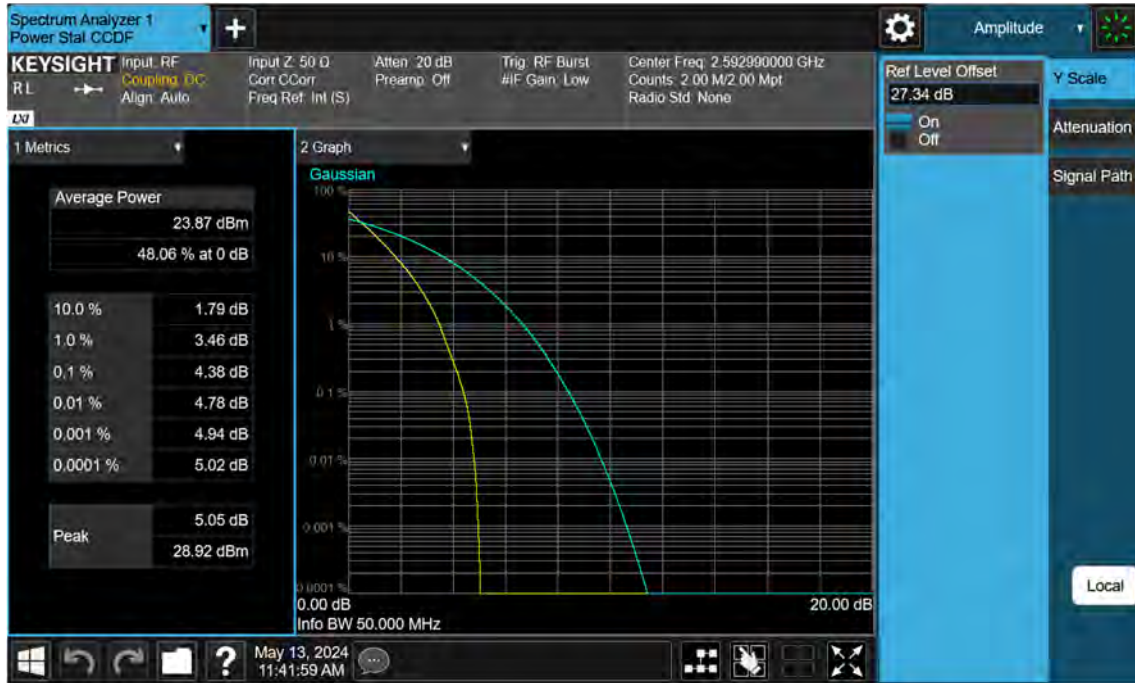 Spectrum Analyzer 1
Power Stat CCDF
+
Amplitude
KEYSIGHT
RL
LXI
Input: RF
Coupling: DC
Align: Auto
Input Z: 50 Ω
Corr CCorr
Freq Ref: Int (S)
Atten: 20 dB
Preamp: Off
Trig: RF Burst
#IF Gain: Low
Center Freq: 2.592990000 GHz
Counts: 2.00 M/2.00 Mpt
Radio Std: None
Ref Level Offset
27.34 dB
On
Off
Y Scale
Attenuation
Signal Path
Local
1 Metrics
Average Power
23.87 dBm
48.06 % at 0 dB
10.0 % 1.79 dB
1.0 % 3.46 dB
0.1 % 4.38 dB
0.01 % 4.78 dB
0.001 % 4.94 dB
0.0001 % 5.02 dB
Peak
5.05 dB
28.92 dBm
2 Graph
Gaussian
100 %
10 %
1 %
0.1 %
0.01 %
0.001 %
0.0001 %
0.00 dB 20.00 dB
Info BW 50.000 MHz
?
May 13, 2024
11:41:59 AM